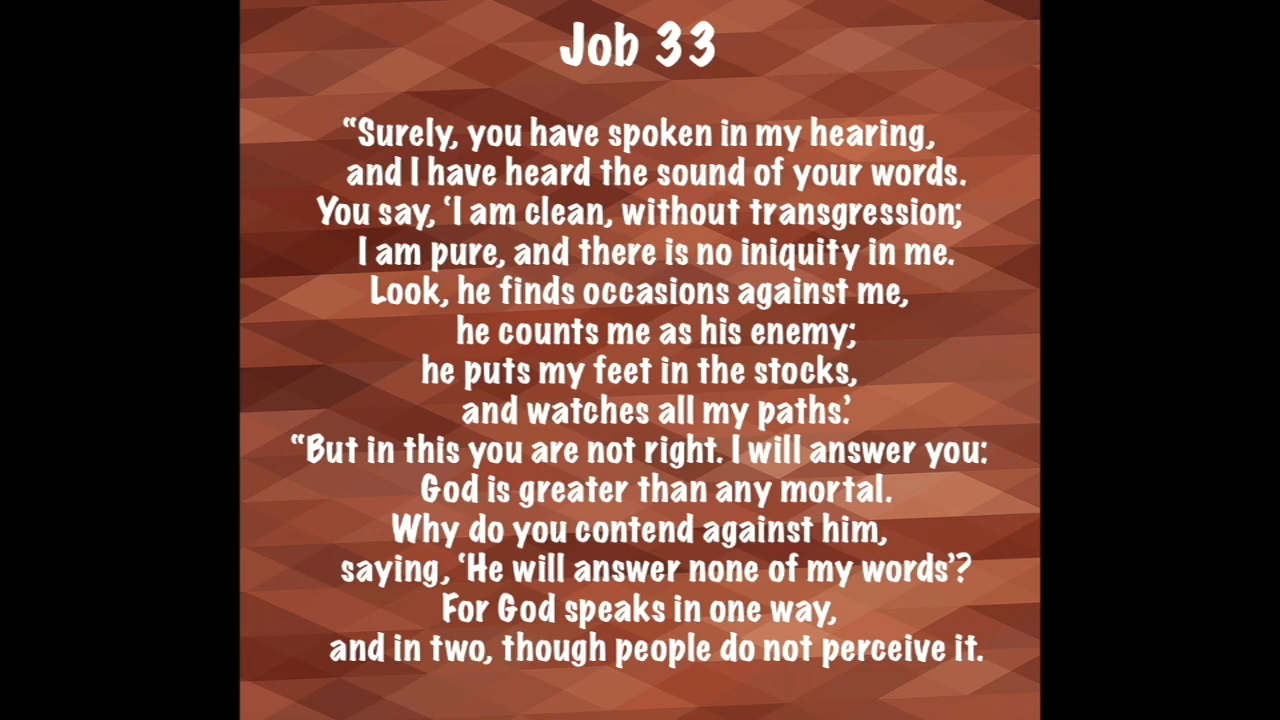 Job 33
“Surely, you have spoken in my hearing,
and I have heard the sound of your words.
You say, ‘I am clean, without transgression;
I am pure, and there is no iniquity in me.
Look, he finds occasions against me,
he counts me as his enemy;
he puts my feet in the stocks,
and watches all my paths.’
“But in this you are not right. I will answer you:
God is greater than any mortal.
Why do you contend against him,
saying, ‘He will answer none of my words’?
For God speaks in one way,
and in two, though people do not perceive it.